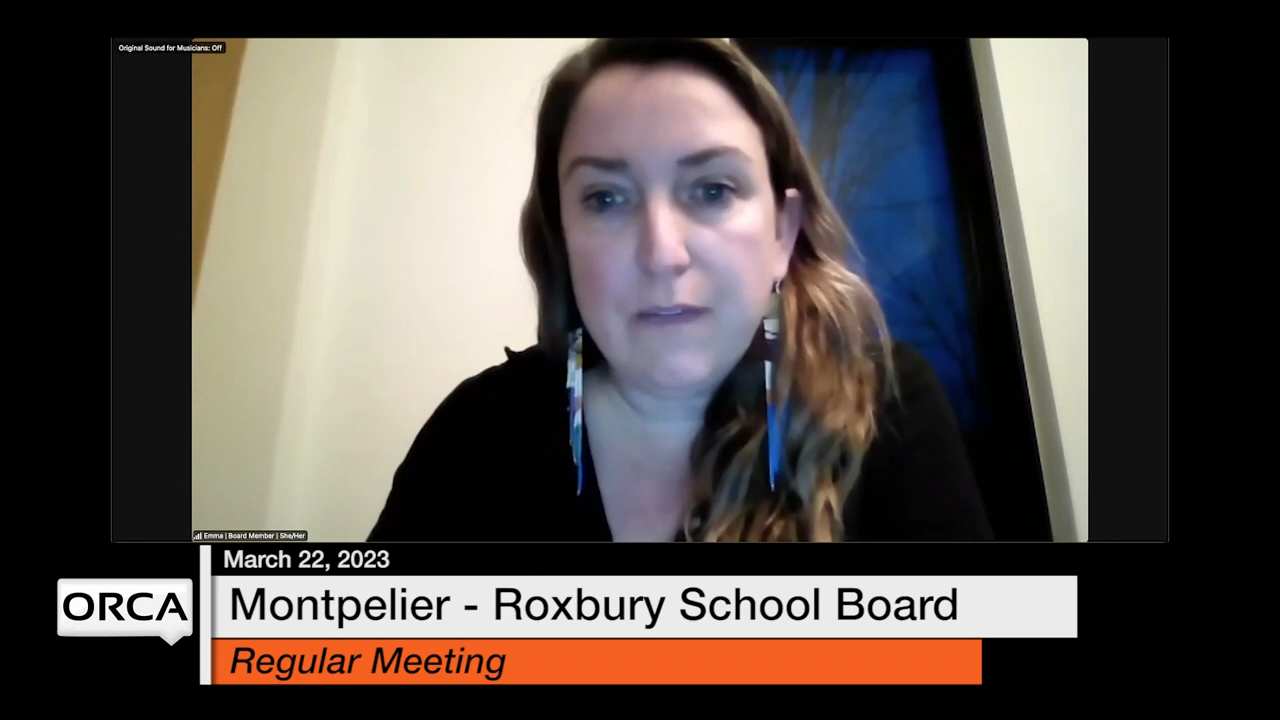 Original Sound for Musicians: Off
Emma | Board Member | She/Her
March 22, 2023
ORCA
Montpelier - Roxbury School Board
Regular Meeting